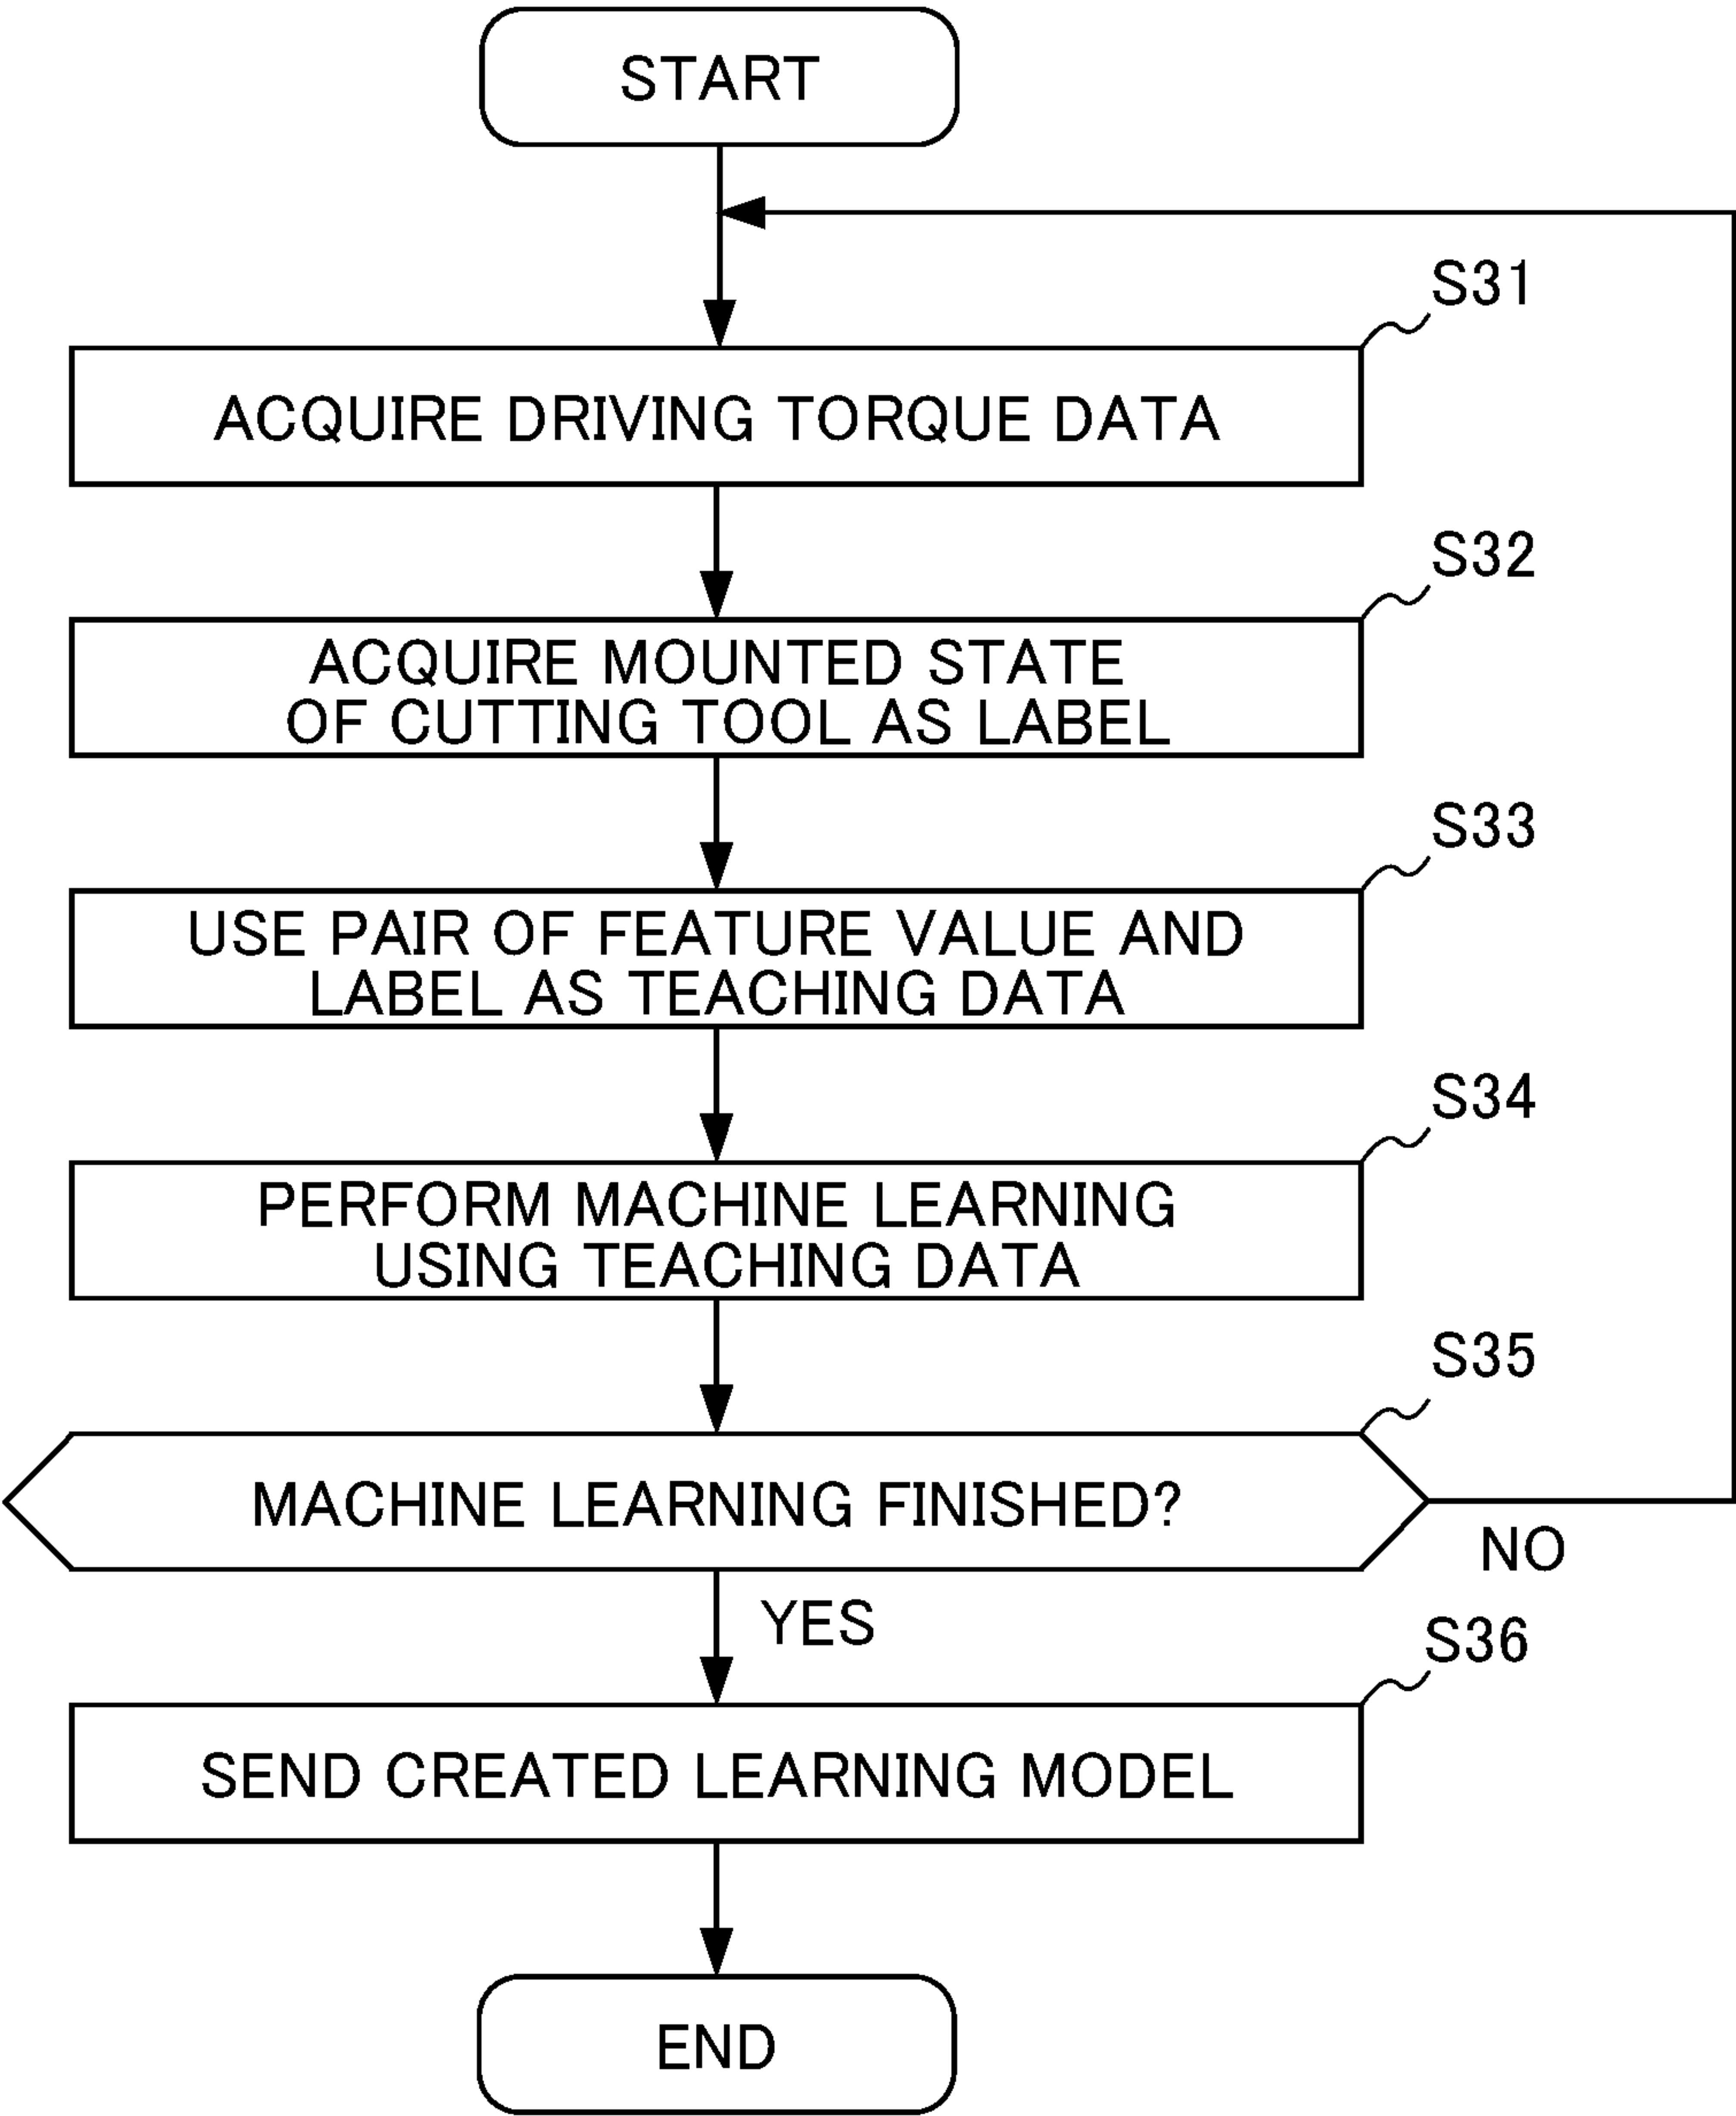 START
S31
ACQUIRE DRIVING TORQUE DATA
S32
ACQUIRE MOUNTED STATE
OF CUTTING TOOL AS LABEL
S33
USE PAIR OF FEATURE VALUE AND
LABEL AS TEACHING DATA
S34
PERFORM MACHINE LEARNING
USING TEACHING DATA
S35
MACHINE LEARNING FINISHED?
NO
YES
S36
SEND CREATED LEARNING MODEL
END